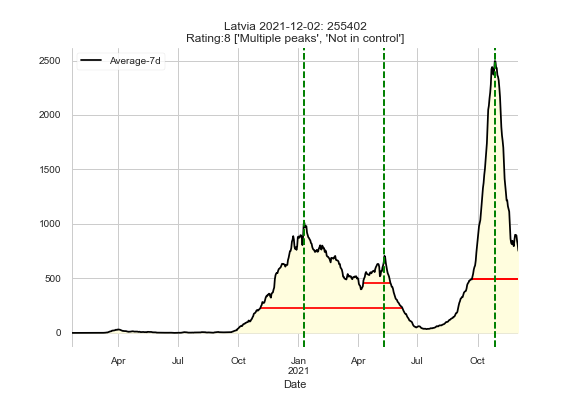 Latvia 2021-12-02: 255402
Rating:8 ['Multiple peaks', 'Not in control']
Average-7d
2500
2000
1500
1000
500
0
Apr Jul Oct Jan Apr Jul Oct
2021
Date